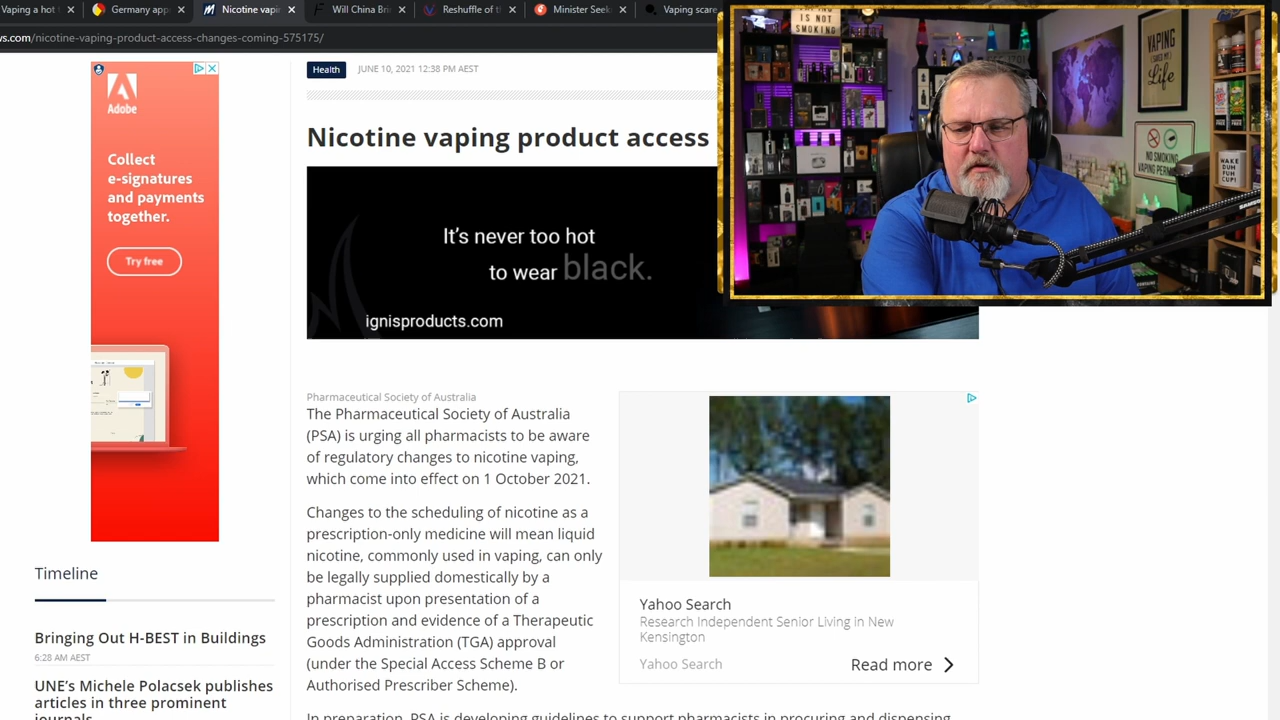 Vaping a hot
Germany ap
Nicotine vapi
Will China Bri
Reshuffle of t
Minister Seek
Vaping scare
ws.com/nicotine-vaping-product-access-changes-coming-575175/
Health
JUNE 10, 2021 12:38 PM AEST
Nicotine vaping product access
It's never too hot
to wear black.
ignisproducts.com
Adobe
Collect
e-signatures
and payments
together.
Try free
Pharmaceutical Society of Australia
The Pharmaceutical Society of Australia
(PSA) is urging all pharmacists to be aware
of regulatory changes to nicotine vaping,
which come into effect on 1 October 2021.
Changes to the scheduling of nicotine as a
prescription-only medicine will mean liquid
nicotine, commonly used in vaping, can only
be legally supplied domestically by a
pharmacist upon presentation of a
prescription and evidence of a Therapeutic
Goods Administration (TGA) approval
(under the Special Access Scheme B or
Authorised Prescriber Scheme).
In preparation, PSA is developing guidelines to support pharmacists in procuring and dispensing
Yahoo Search
Research Independent Senior Living in New
Kensington
Yahoo Search
Read more
Timeline
Bringing Out H-BEST in Buildings
6:28 AM AEST
UNE's Michele Polacsek publishes
articles in three prominent
journals
VAPING
IS NOT
SMOKING
VAPING
Life
NO SMOKING
VAPING PERM
WAKE
DUH
FUH
CUP!
SAMS